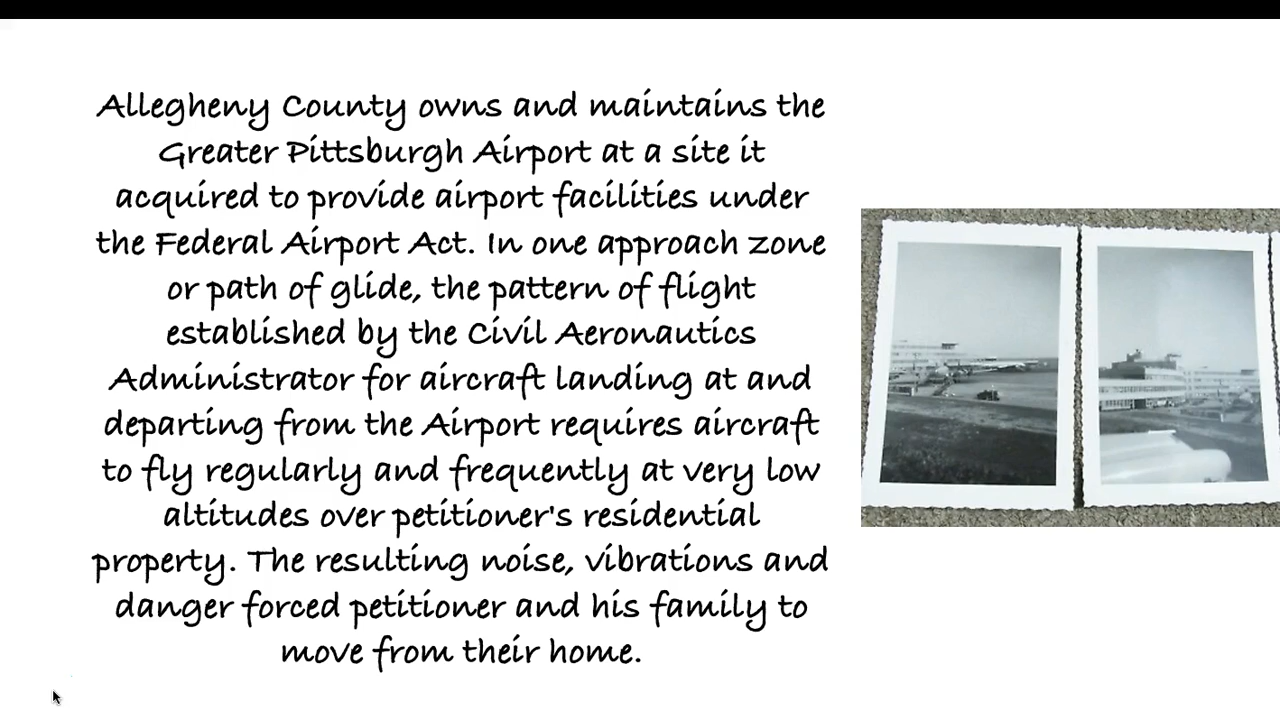 Allegheny County owns and maintains the
Greater Pittsburgh Airport at a site it
acquired to provide airport facilities under
the Federal Airport Act. In one approach zone
or path of glide, the pattern of flight
established by the Civil Aeronautics
Administrator for aircraft landing at and
departing from the Airport requires aircraft
to fly regularly and frequently at very low
altitudes over petitioner's residential
property. The resulting noise, vibrations and
danger forced petitioner and his family to
move from their home.